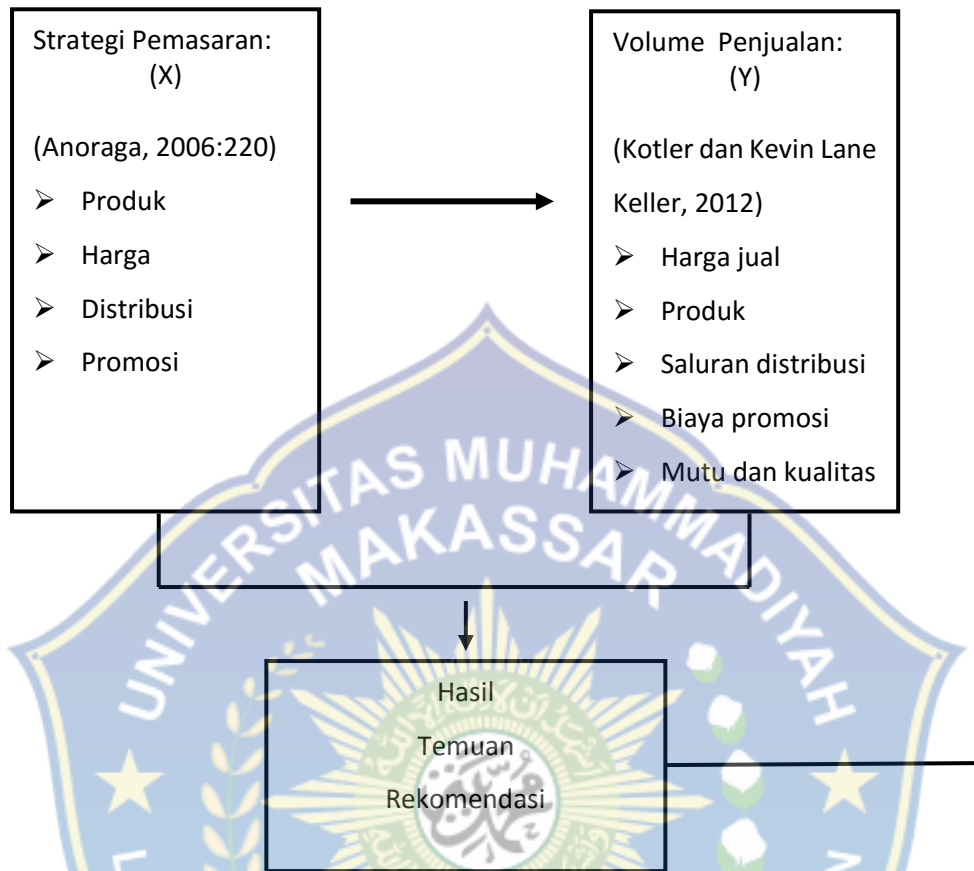 Strategi Pemasaran:
(X)
(Anoraga, 2006:220)
➢ Produk
➢ Harga
➢ Distribusi
➢ Promosi
Volume Penjualan:
(Y)
(Kotler dan Kevin Lane
Keller, 2012)
➢ Harga jual
➢ Produk
➢ Saluran distribusi
➢ Biaya promosi
➢ Mutu dan kualitas
UNIVERSITAS MUHAMMADIYAH
MAKASSAR
Hasil
Temuan
Rekomendasi